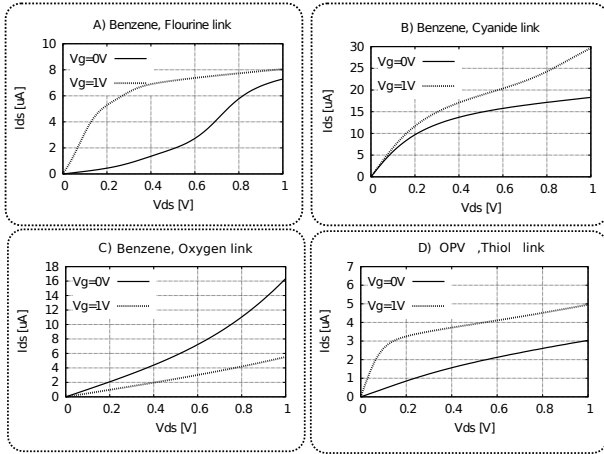 A) Benzene, Flourine link
Vg=0V
Vg=1V
Ids [uA]
10
8
6
4
2
0
0 0.2 0.4 0.6 0.8 1
Vds [V]
B) Benzene, Cyanide link
Vg=0V
Vg=1V
Ids [uA]
30
25
20
15
10
5
0
0 0.2 0.4 0.6 0.8 1
Vds [V]
C) Benzene, Oxygen link
Vg=0V
Vg=1V
Ids [uA]
18
16
14
12
10
8
6
4
2
0
0 0.2 0.4 0.6 0.8 1
Vds [V]
D) OPV ,Thiol link
Vg=0V
Vg=1V
Ids [uA]
7
6
5
4
3
2
1
0
0 0.2 0.4 0.6 0.8 1
Vds [V]